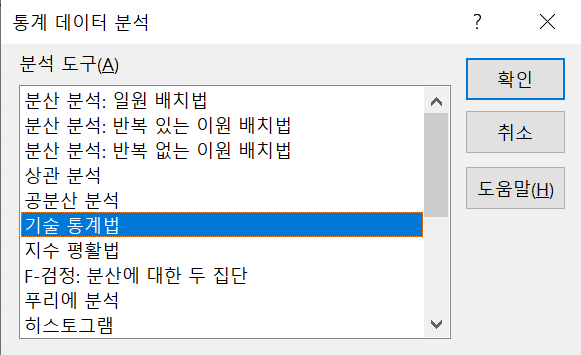 통계 데이터 분석
?
분석 도구(A)
분산 분석: 일원 배치법
분산 분석: 반복 있는 이원 배치법
분산 분석: 반복 없는 이원 배치법
상관 분석
공분산 분석
기술 통계법
지수 평활법
F-검정: 분산에 대한 두 집단
푸리에 분석
히스토그램
확인
취소
도움말(H)